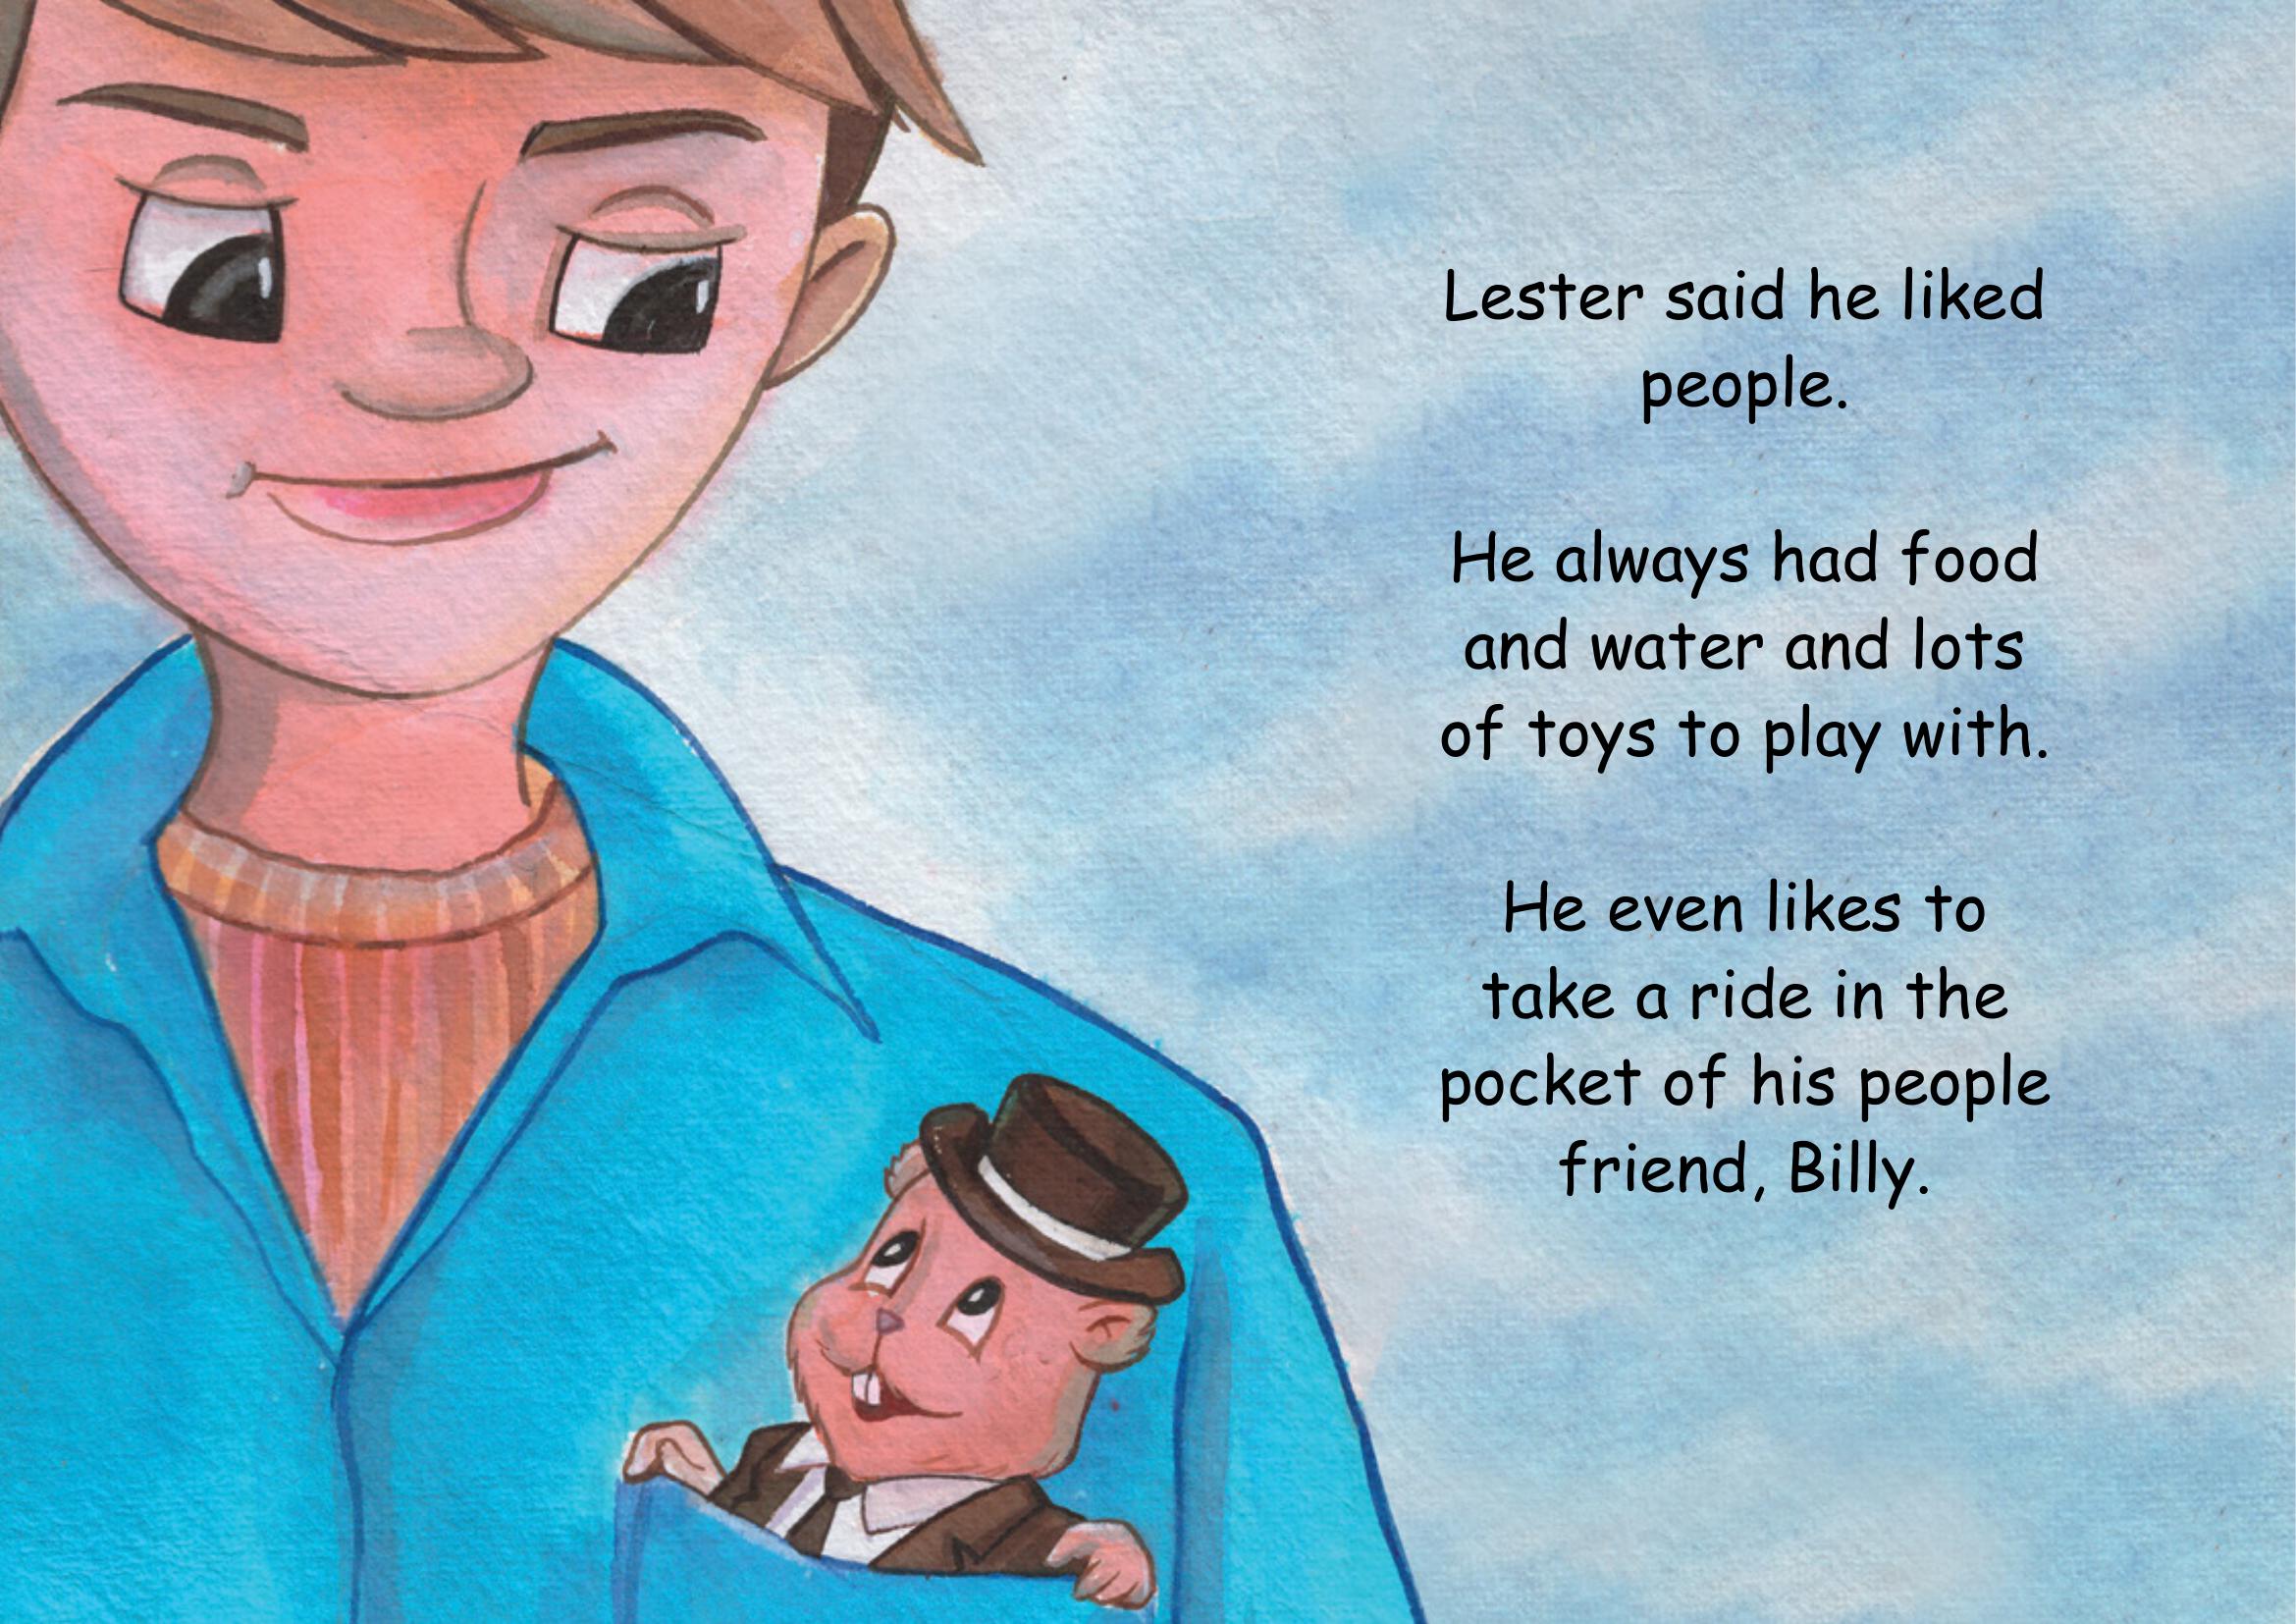 Lester said he liked
people.
He always had food
and water and lots
of toys to play with.
He even likes to
take a ride in the
pocket of his people
friend, Billy.